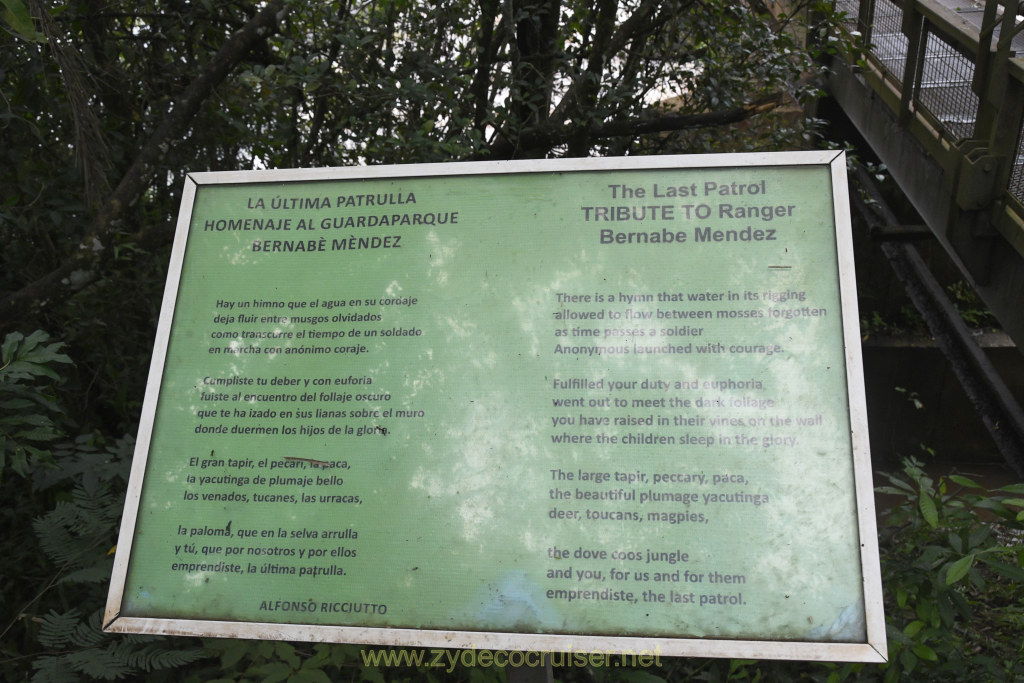 LA ÚLTIMA PATRULLA
HOMENAJE AL GUARDAPARQUE
BERNABÈ MÈNDEZ
Hay un himno que el agua en su cordaje
deja fluir entre musgos olvidados
como transcurre el tiempo de un soldado
en marcha con anónimo coraje.
Cumpliste tu deber y con euforia
fuiste al encuentro del follaje oscuro
que te ha izado en sus lianas sobre el muro
donde duermen los hijos de la gloria.
El gran tapir, el pecarí, la paca,
la yacutinga de plumaje bello
los venados, tucanes, las urracas,
la paloma, que en la selva arrulla
y tú, que por nosotros y por ellos
emprendiste, la última patrulla.
ALFONSO RICCIUTTO
The Last Patrol
TRIBUTE TO Ranger
Bernabe Mendez
There is a hymn that water in its rigging
allowed to flow between mosses forgotten
as time passes a soldier
Anonymous launched with courage.
Fulfilled your duty and euphoria
went out to meet the dark foliage
you have raised in their vines on the wall
where the children sleep in the glory.
The large tapir, peccary, paca,
the beautiful plumage yacutinga
deer, toucans, magpies,
the dove coos jungle
and you, for us and for them
emprendiste, the last patrol.
www.zydecocruiser.net